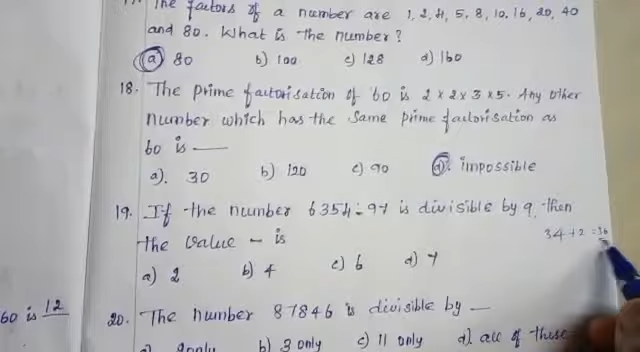 The factors of a number are 1, 2, 4, 5, 8, 10, 16, 20, 40
and 80. What is the number?
a) 80 b) 100 c) 128 d) 160
18. The prime factorisation of 60 is 2 x 2 x 3 x 5. Any other
number which has the same prime factorisation as
60 is —
a). 30 b) 120 c) 90 d). impossible
19. If the number 6354-97 is divisible by 9, then
34+2 = 36
the value - is
a) 2 b) 4 c) 6 d) 7
60 is 12
20. The number 87846 is divisible by —
a) 2 only b) 3 only c) 11 only d). all of these